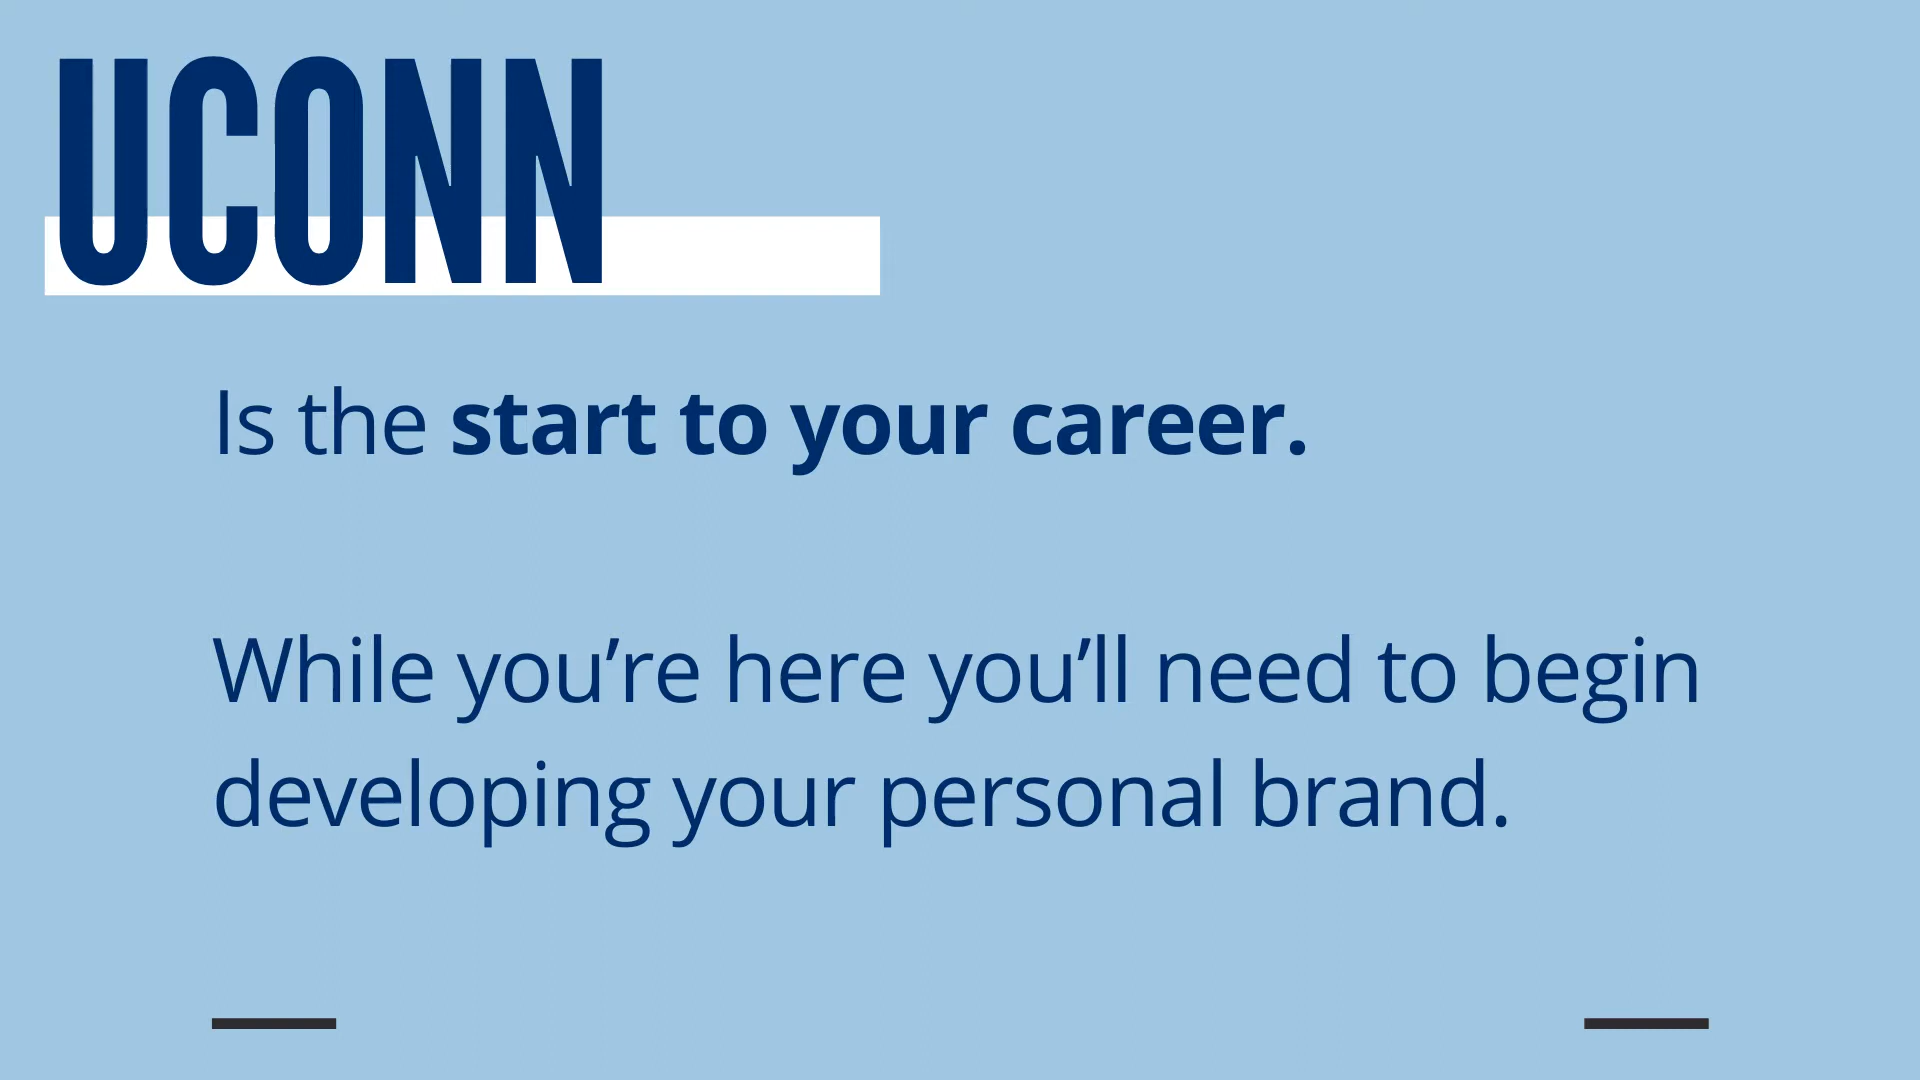 UCONN
Is the start to your career.
While you’re here you’ll need to begin
developing your personal brand.